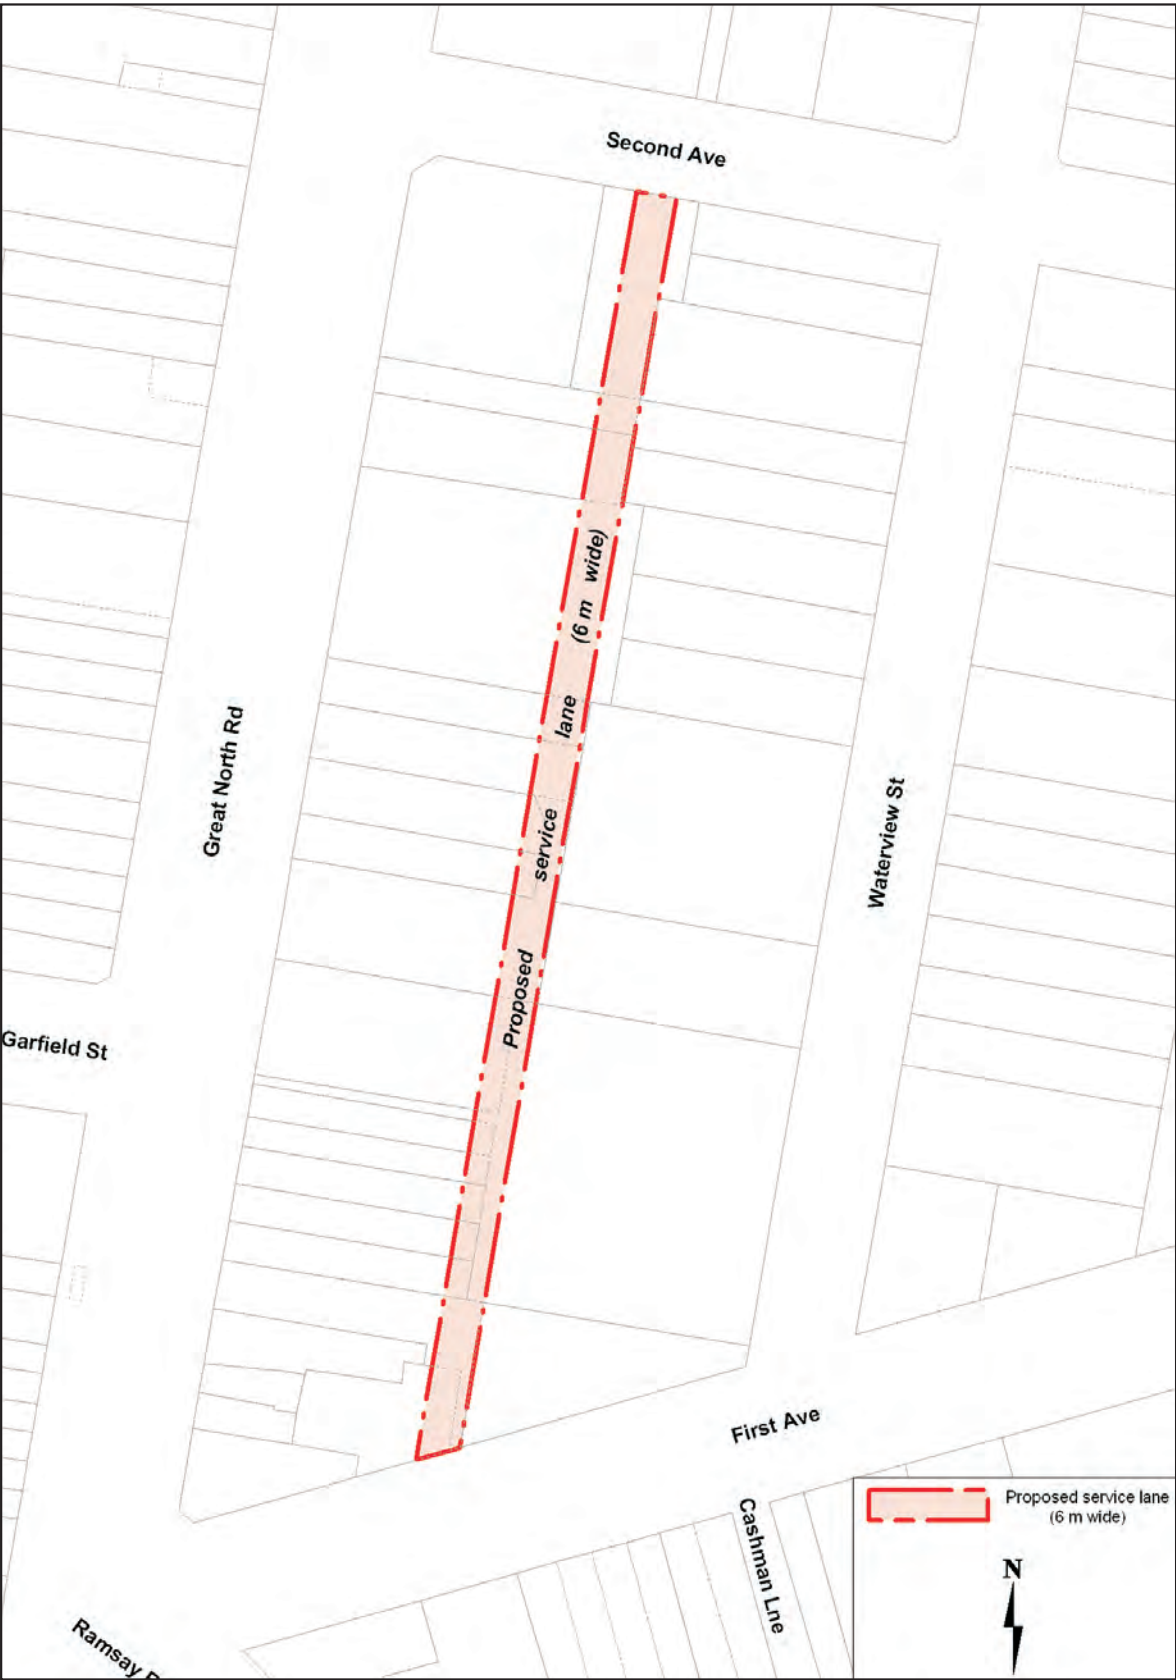 Second Ave
Proposed service lane (6 m wide)
Great North Rd
Waterview St
Garfield St
First Ave
Cashman Lne
Ramsay
Proposed service lane
(6 m wide)
N